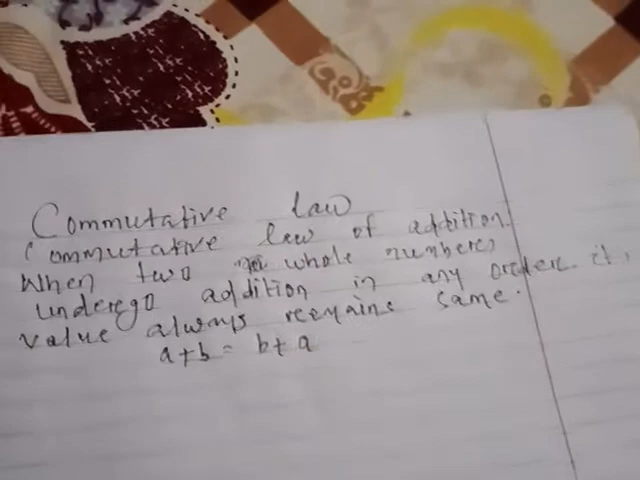 Commutative law
Commutative law of addition.
When two whole numbers
undergo addition in any order it,
value always remains same.
a+b = b+a